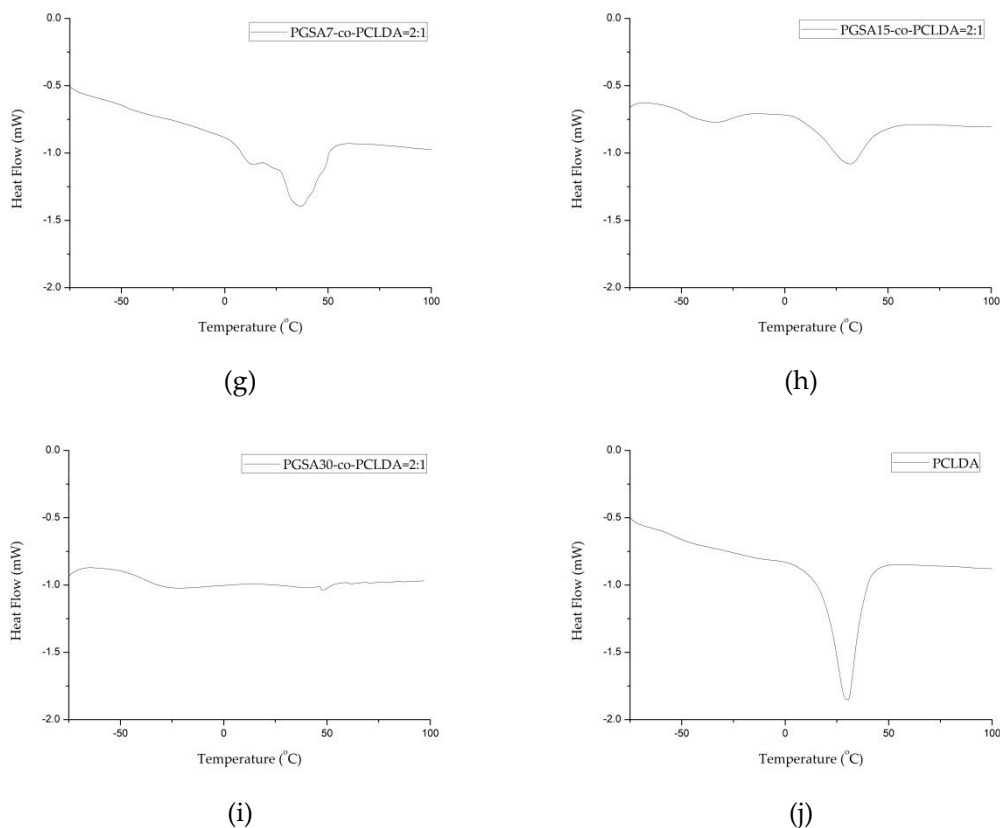 0.0
PGSA7-co-PCLDA=2:1
-0.5
-1.0
-1.5
-2.0
Heat Flow (mW)
-50
0
50
100
Temperature (°C)
(g)
0.0
PGSA15-co-PCLDA=2:1
-0.5
-1.0
-1.5
-2.0
Heat Flow (mW)
-50
0
50
100
Temperature (°C)
(h)
0.0
PGSA30-co-PCLDA=2:1
-0.5
-1.0
-1.5
-2.0
Heat Flow (mW)
-50
0
50
100
Temperature (°C)
(i)
0.0
PCLDA
-0.5
-1.0
-1.5
-2.0
Heat Flow (mW)
-50
0
50
100
Temperature (°C)
(j)